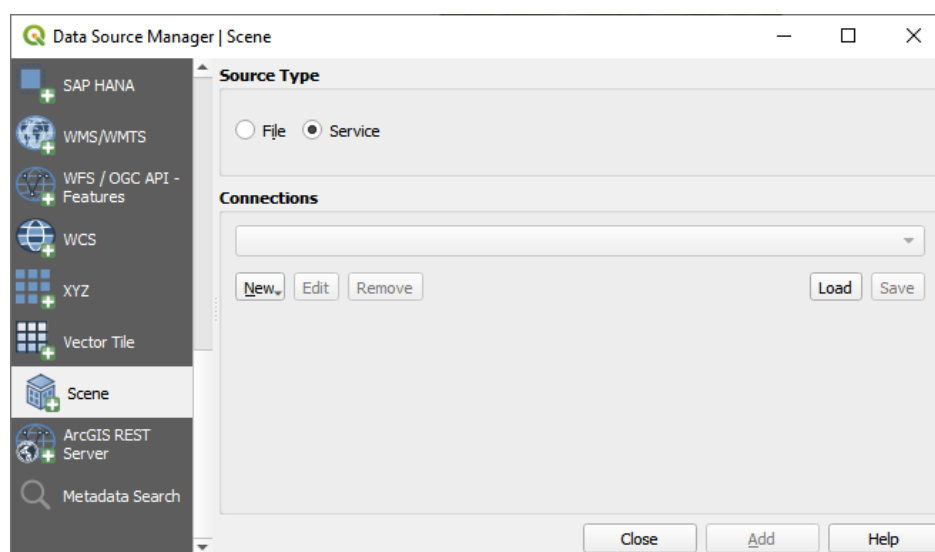 Data Source Manager | Scene
SAP HANA
WMS/WMTS
WFS / OGC API -
Features
WCS
XYZ
Vector Tile
Scene
ArcGIS REST
Server
Metadata Search
Source Type
File
Service
Connections
New
Edit
Remove
Load
Save
Close
Add
Help